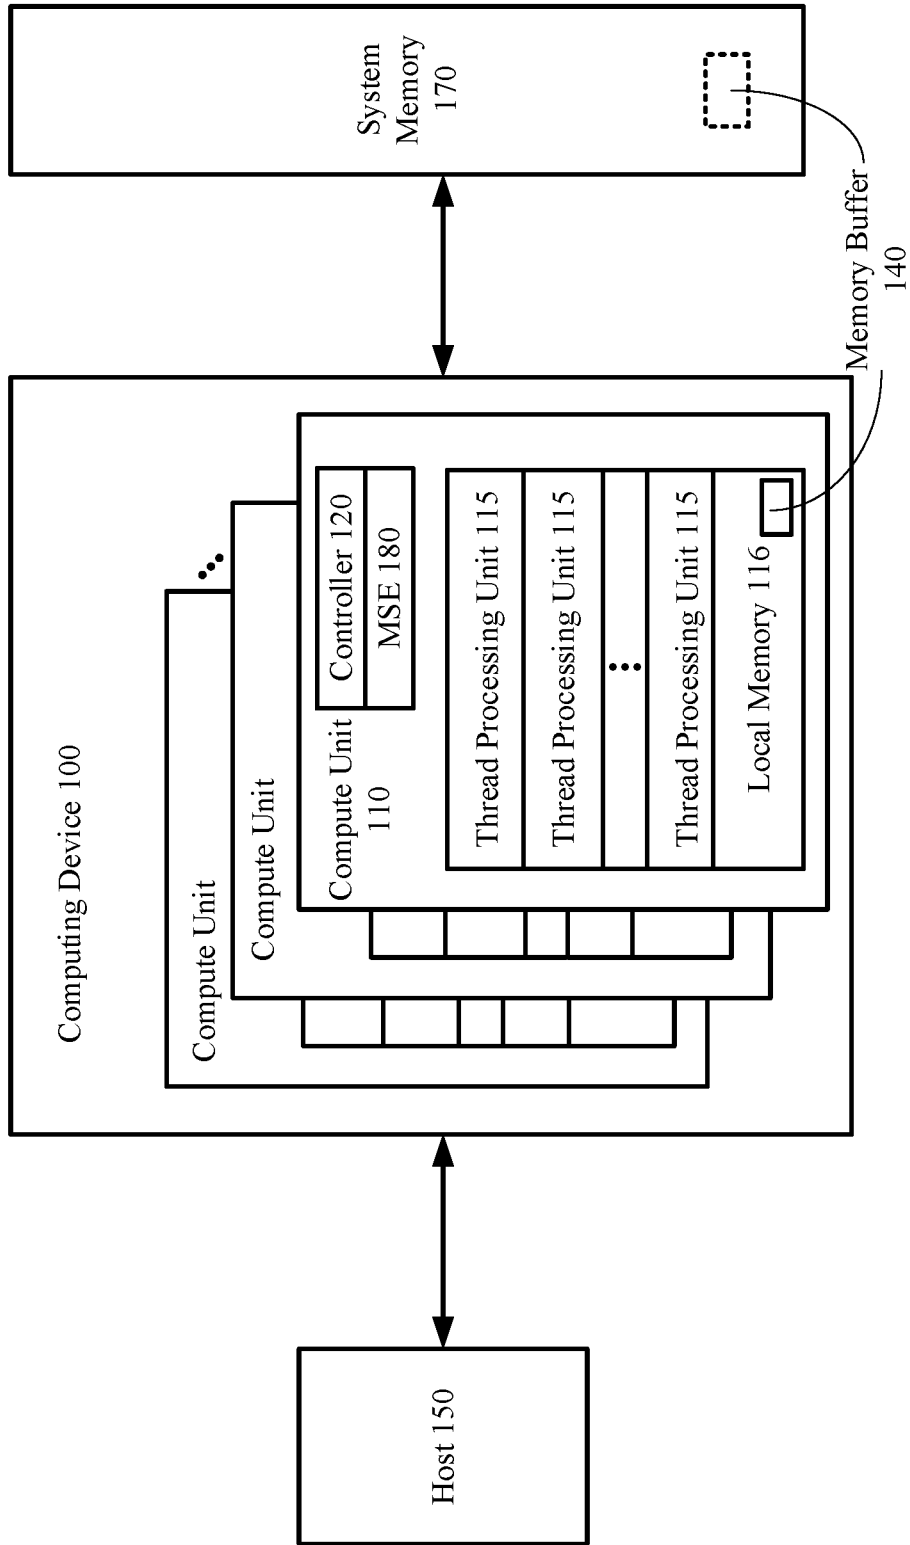 Computing Device 100
Compute Unit
Compute Unit
Compute Unit
110
Controller 120
MSE 180
Thread Processing Unit 115
Thread Processing Unit 115
Thread Processing Unit 115
Local Memory 116
Host 150
System
Memory
170
Memory Buffer
140